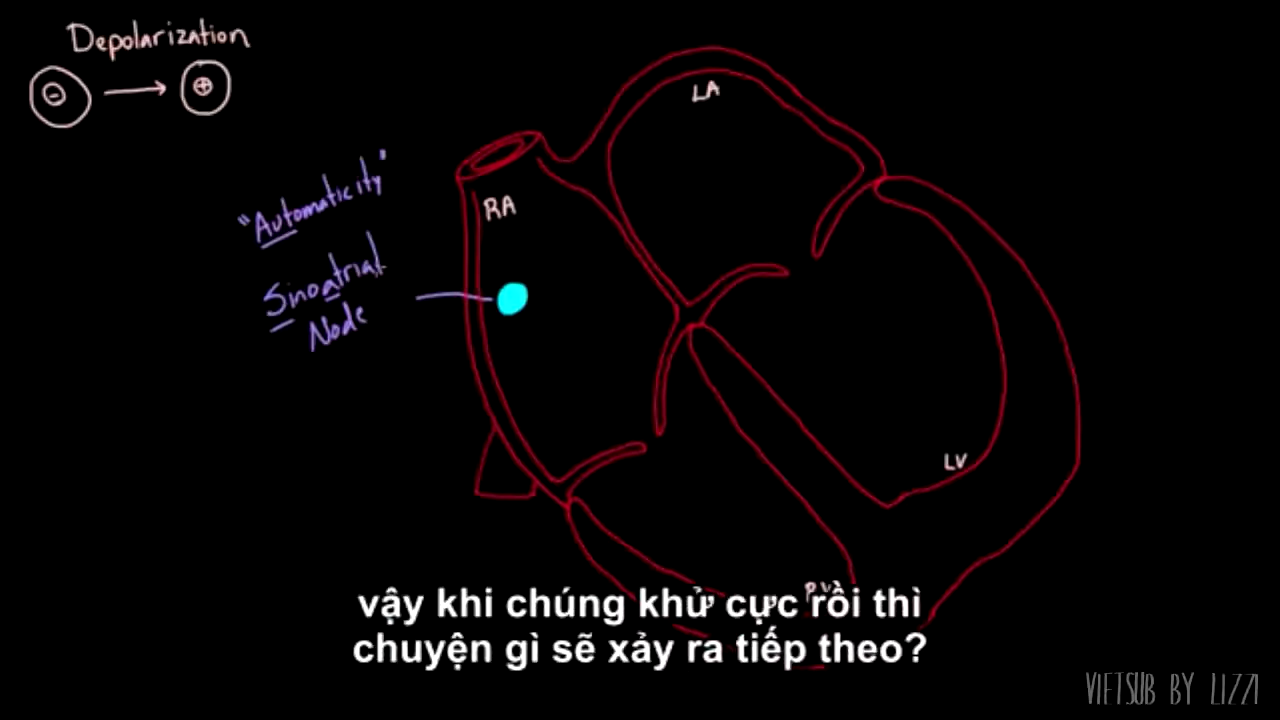 Depolarization
⊖ → ⊕
LA
"Automaticity"
RA
Sinoatrial
Node
LV
RV
vậy khi chúng khử cực rồi thì
chuyện gì sẽ xảy ra tiếp theo?
VIETSUB BY LIZZI